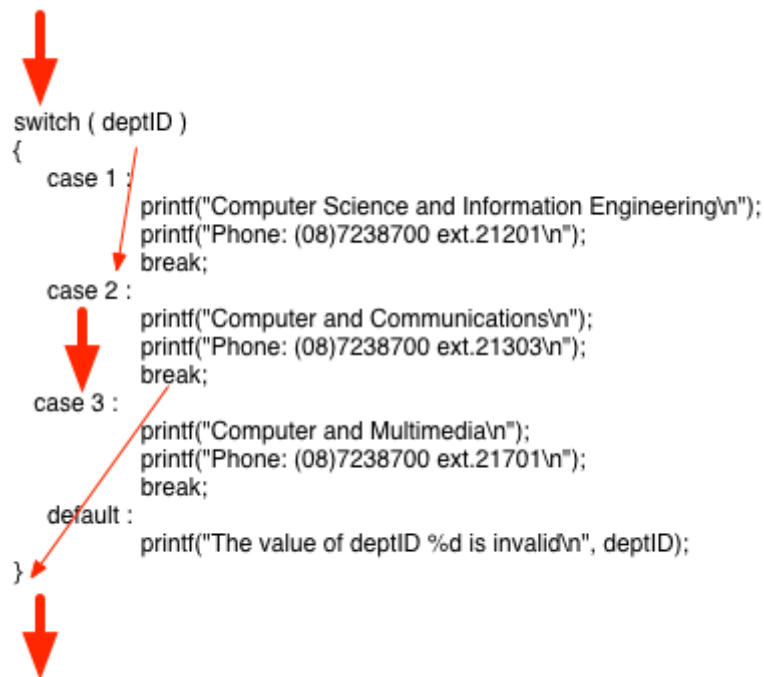 switch ( deptID )
{
case 1 :
printf("Computer Science and Information Engineering\n");
printf("Phone: (08)7238700 ext.21201\n");
break;
case 2 :
printf("Computer and Communications\n");
printf("Phone: (08)7238700 ext.21303\n");
break;
case 3 :
printf("Computer and Multimedia\n");
printf("Phone: (08)7238700 ext.21701\n");
break;
default :
printf("The value of deptID %d is invalid\n", deptID);
}